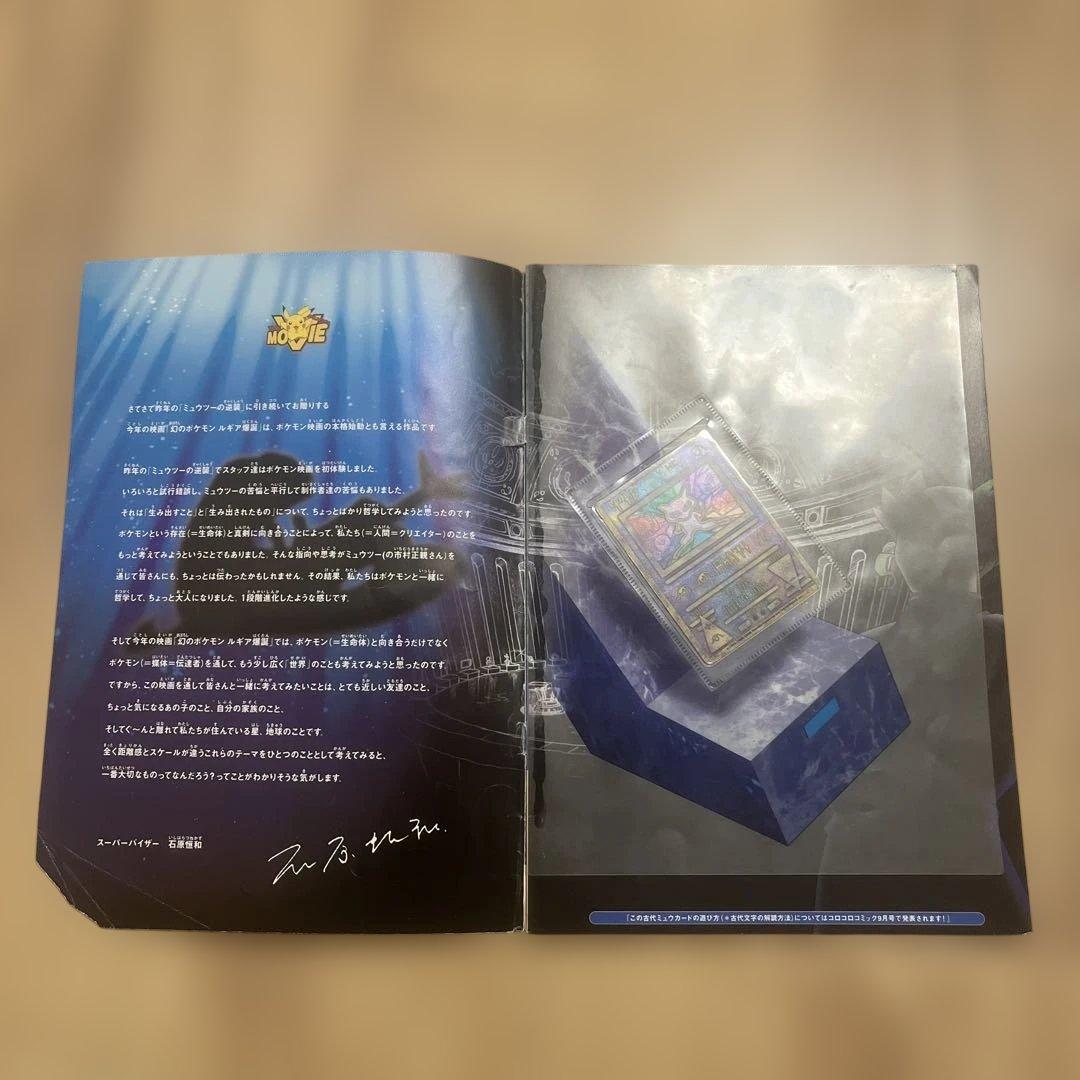 MOVIE
さてさて昨年の「ミュウツーの逆襲」に引き続いてお贈りする
今年の映画「幻のポケモン ルギア爆誕」は、ポケモン映画の本格始動とも言える作品です。
昨年の「ミュウツーの逆襲」でスタッフ達はポケモン映画を初体験しました。
いろいろと試行錯誤し、ミュウツーの苦悩と平行して制作者達の苦悩もありました。
それは「生み出すこと」と「生み出されたもの」について、ちょっとばかり哲学してみようと思ったのです。
ポケモンという存在(=生命体)と真剣に向き合うことによって、私たち(=人間=クリエイター)のことを
もっと考えてみようということでもありました。そんな指向や思考がミュウツー(の市村正親さん)を
通じて皆さんにも、ちょっとは伝わったかもしれません。その結果、私たちはポケモンと一緒に
哲学して、ちょっと大人になりました。1段階進化したような感じです。
そして今年の映画「幻のポケモン ルギア爆誕」では、ポケモン(=生命体)と向き合うだけでなく
ポケモン(=媒体=伝達者)を通して、もう少し広く「世界」のことも考えてみようと思ったのです。
ですから、この映画を通して皆さんと一緒に考えてみたいことは、とても近しい友達のこと、
ちょっと気になるあの子のこと、自分の家族のこと、
そしてぐ〜んと離れて私たちが住んでいる星、地球のことです。
全く距離感とスケールが違うこれらのテーマをひとつのこととして考えてみると、
一番大切なものってなんだろう?ってことがわかりそうな気がします。
スーパーバイザー 石原恒和
「この古代ミュウカードの遊び方(*古代文字の解読方法)についてはコロコロコミック9月号で発表されます!」